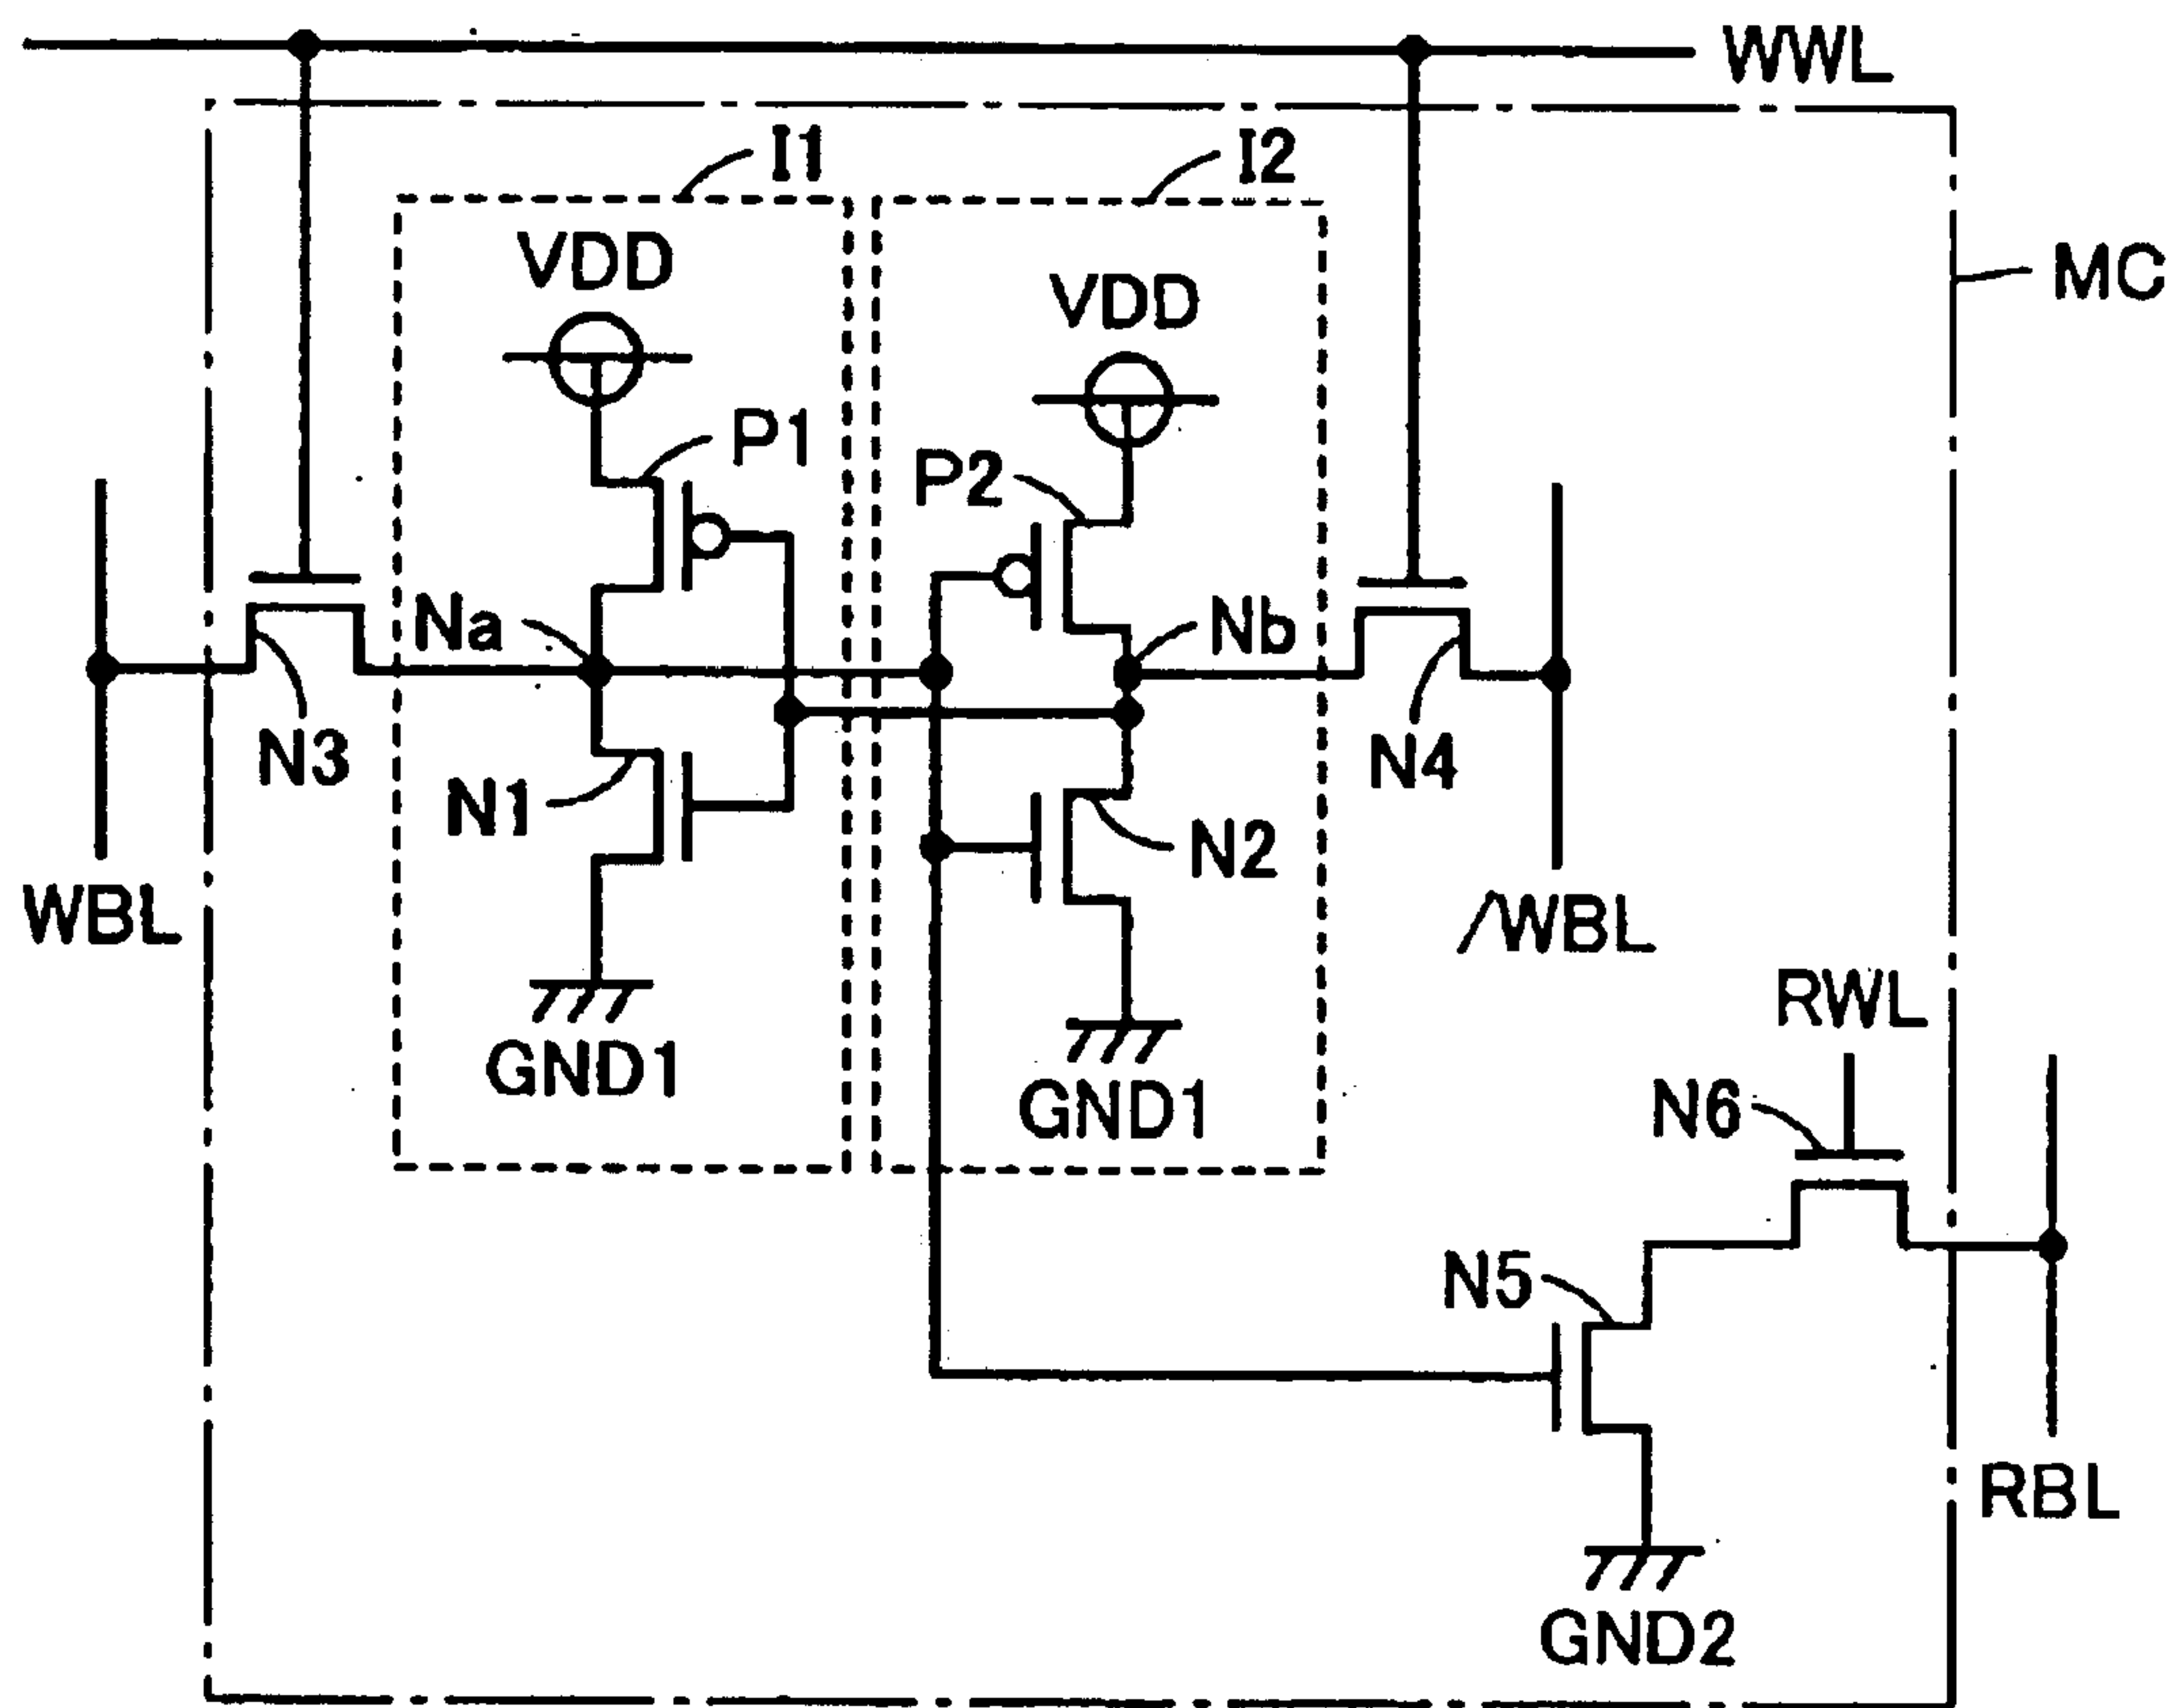 WWL
I1
I2
VDD
VDD
MC
P1
P2
Na
Nb
N3
N1
N4
N2
WBL
/WBL
RWL
GND1
GND1
N6
N5
RBL
GND2